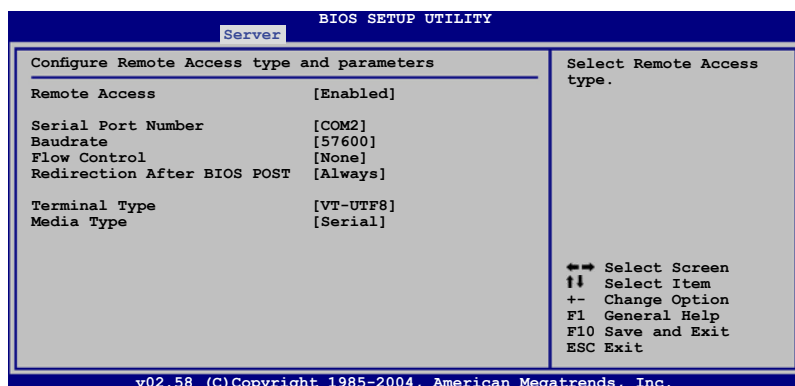 BIOS SETUP UTILITY
Server
Configure Remote Access type and parameters
Remote Access [Enabled]
Serial Port Number [COM2]
Baudrate [57600]
Flow Control [None]
Redirection After BIOS POST [Always]
Terminal Type [VT-UTF8]
Media Type [Serial]
Select Remote Access
type.
←→ Select Screen
↑↓ Select Item
+- Change Option
F1 General Help
F10 Save and Exit
ESC Exit
v02.58 (C)Copyright 1985-2004, American Megatrends, Inc.